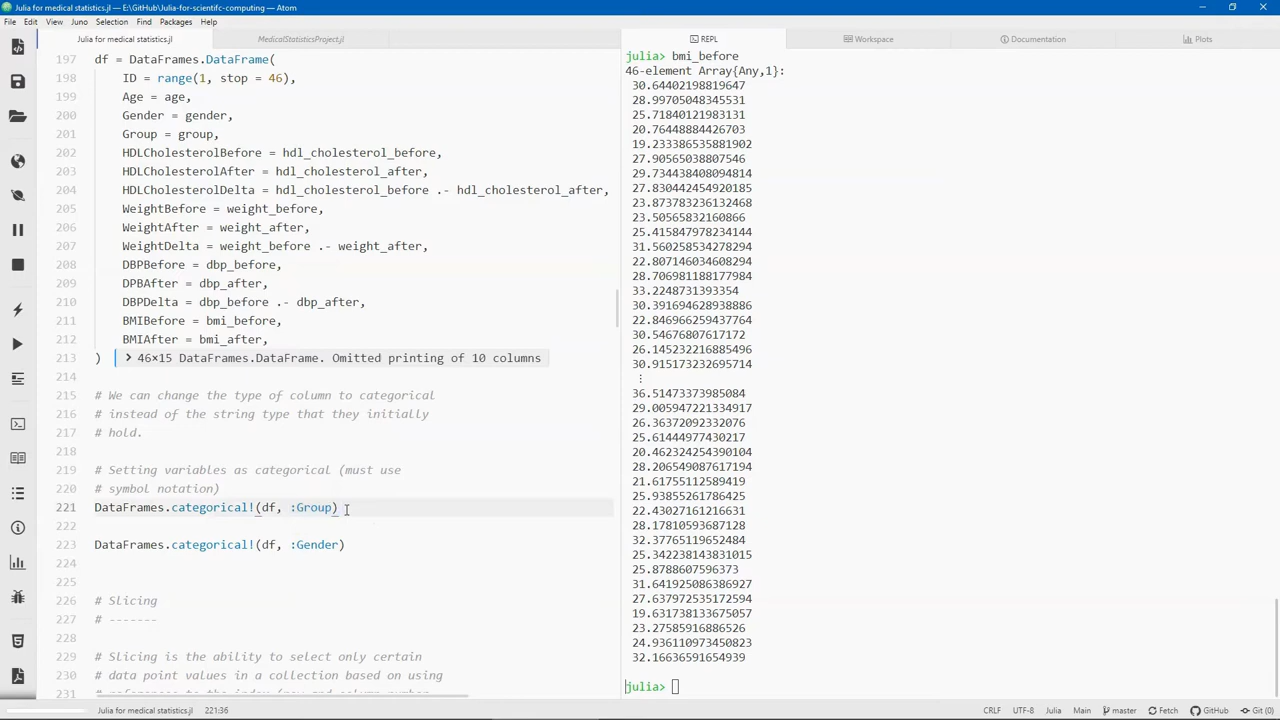 Julia for medical statistics.jl — E:\GitHub\Julia-for-scientifc-computing — Atom
File Edit View Juno Selection Find Packages Help
Julia for medical statistics.jl MedicalStatisticsProject.jl
197 df = DataFrames.DataFrame(
198 ID = range(1, stop = 46),
199 Age = age,
200 Gender = gender,
201 Group = group,
202 HDLCholesterolBefore = hdl_cholesterol_before,
203 HDLCholesterolAfter = hdl_cholesterol_after,
204 HDLCholesterolDelta = hdl_cholesterol_before .- hdl_cholesterol_after,
205 WeightBefore = weight_before,
206 WeightAfter = weight_after,
207 WeightDelta = weight_before .- weight_after,
208 DBPBefore = dbp_before,
209 DPBAfter = dbp_after,
210 DBPDelta = dbp_before .- dbp_after,
211 BMIBefore = bmi_before,
212 BMIAfter = bmi_after,
213 ) > 46×15 DataFrames.DataFrame. Omitted printing of 10 columns
214
215 # We can change the type of column to categorical
216 # instead of the string type that they initially
217 # hold.
218
219 # Setting variables as categorical (must use
220 # symbol notation)
221 DataFrames.categorical!(df, :Group)
222
223 DataFrames.categorical!(df, :Gender)
224
225
226 # Slicing
227 # -------
228
229 # Slicing is the ability to select only certain
230 # data point values in a collection based on using
231 # references to the index (row and column number
REPL Workspace Documentation Plots
julia> bmi_before
46-element Array{Any,1}:
30.64402198819647
28.99705048345531
25.71840121983131
20.76448884426703
19.233386535881902
27.90565038807546
29.734438408094814
27.830442454920185
23.873783236132468
23.50565832160866
25.415847978234144
31.560258534278294
22.807146034608294
28.706981188177984
33.2248731393354
30.391694628938886
22.846966259437764
30.54676807617172
26.145232216885496
30.915173232695714
⋮
36.51473373985084
29.005947221334917
26.36372092332076
25.61444977430217
20.462324254390104
28.206549087617194
21.61755112589419
25.93855261786425
22.43027161216631
28.17810593687128
32.37765119652484
25.342238143831015
25.8788607596373
31.641925086386927
27.637972535172594
19.631738133675057
23.27585916886526
24.936110973450823
32.16636591654939
julia>
Julia for medical statistics.jl 221:36 CRLF UTF-8 Julia Main master Fetch GitHub Git (0)